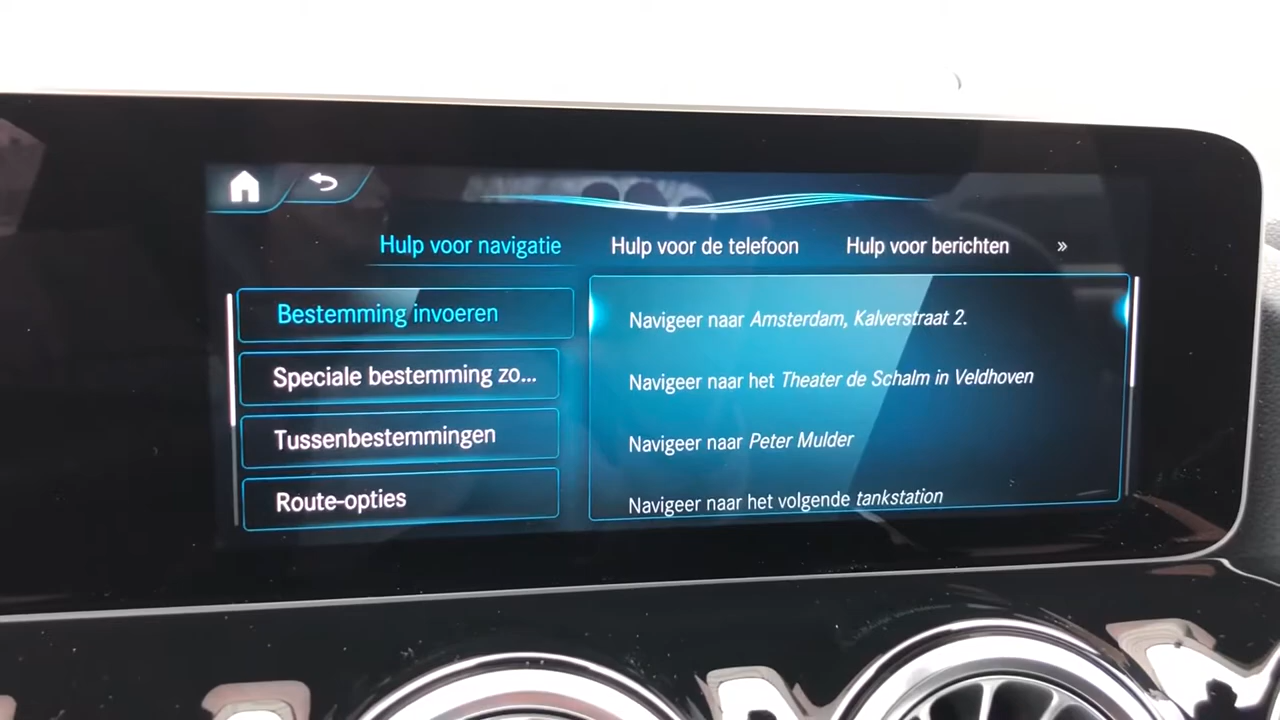 Hulp voor navigatie
Hulp voor de telefoon
Hulp voor berichten
»
Bestemming invoeren
Speciale bestemming zo...
Tussenbestemmingen
Route-opties
Navigeer naar Amsterdam, Kalverstraat 2.
Navigeer naar het Theater de Schalm in Veldhoven
Navigeer naar Peter Mulder
Navigeer naar het volgende tankstation